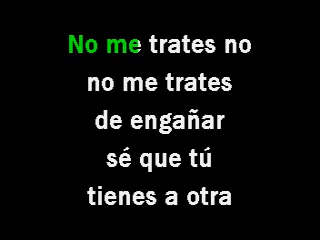 No me trates no
no me trates
de engañar
sé que tú
tienes a otra